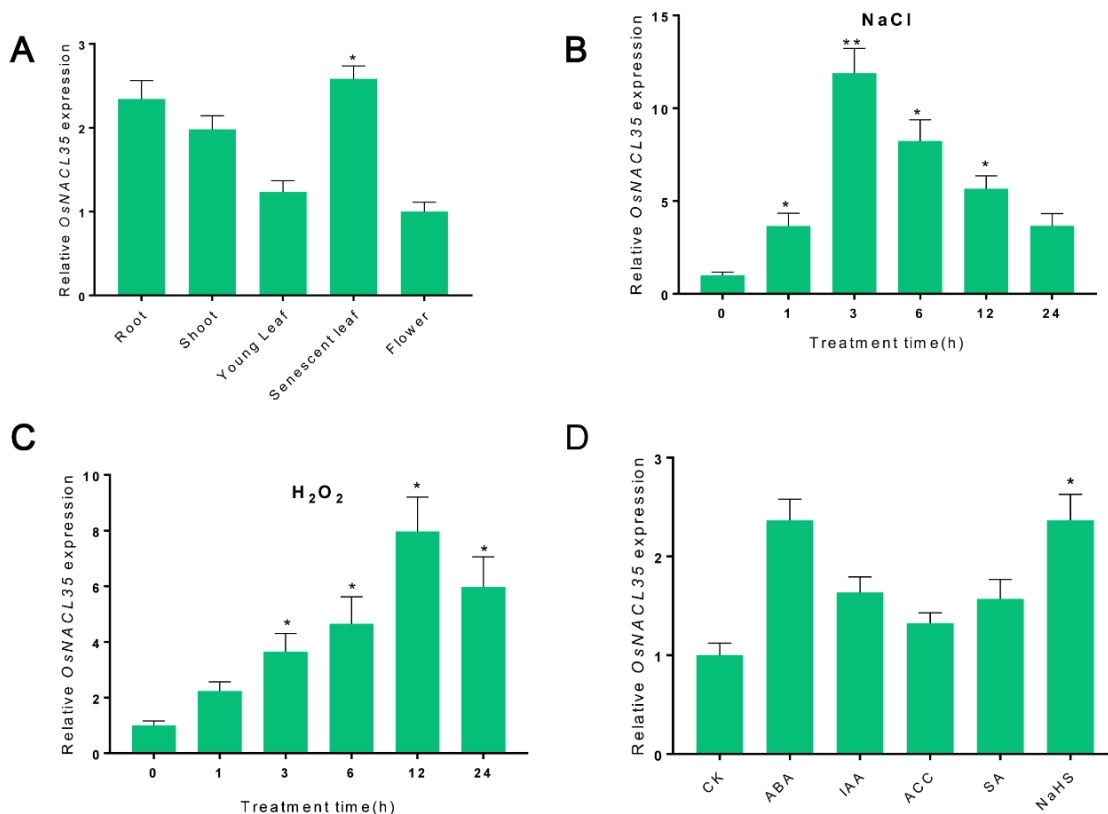 A
Relative OsNACL35 expression
3
2
1
0
*
Root
Shoot
Young Leaf
Senescent leaf
Flower
B
NaCl
Relative OsNACL35 expression
15
10
5
0
*
**
*
*
0 1 3 6 12 24
Treatment time(h)
C
H2O2
Relative OsNACL35 expression
10
8
6
4
2
0
*
*
*
*
0 1 3 6 12 24
Treatment time(h)
D
Relative OsNACL35 expression
3
2
1
0
*
CK
ABA
IAA
ACC
SA
NaHS